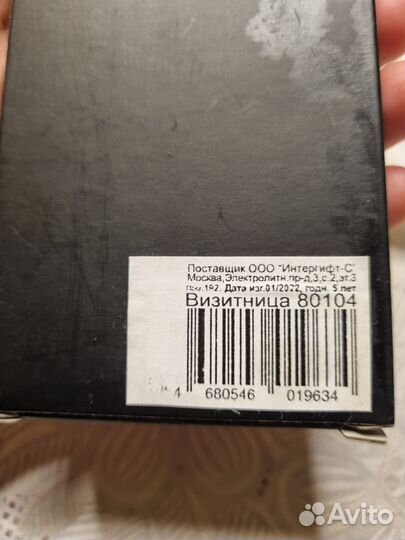 Поставщик ООО "Интергифт-С"
Москва,Электролитн.пр-д,3,с.2,эт.3
пом.192. Дата изг.01/2022, годн. 5 лет
Визитница 80104
4 680546 019634
Avito